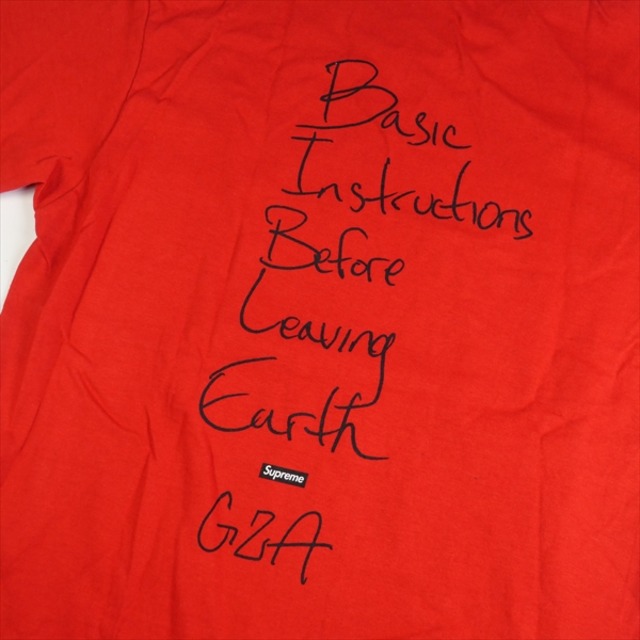 Basic
Instructions
Before
Leaving
Earth
Supreme
GZA